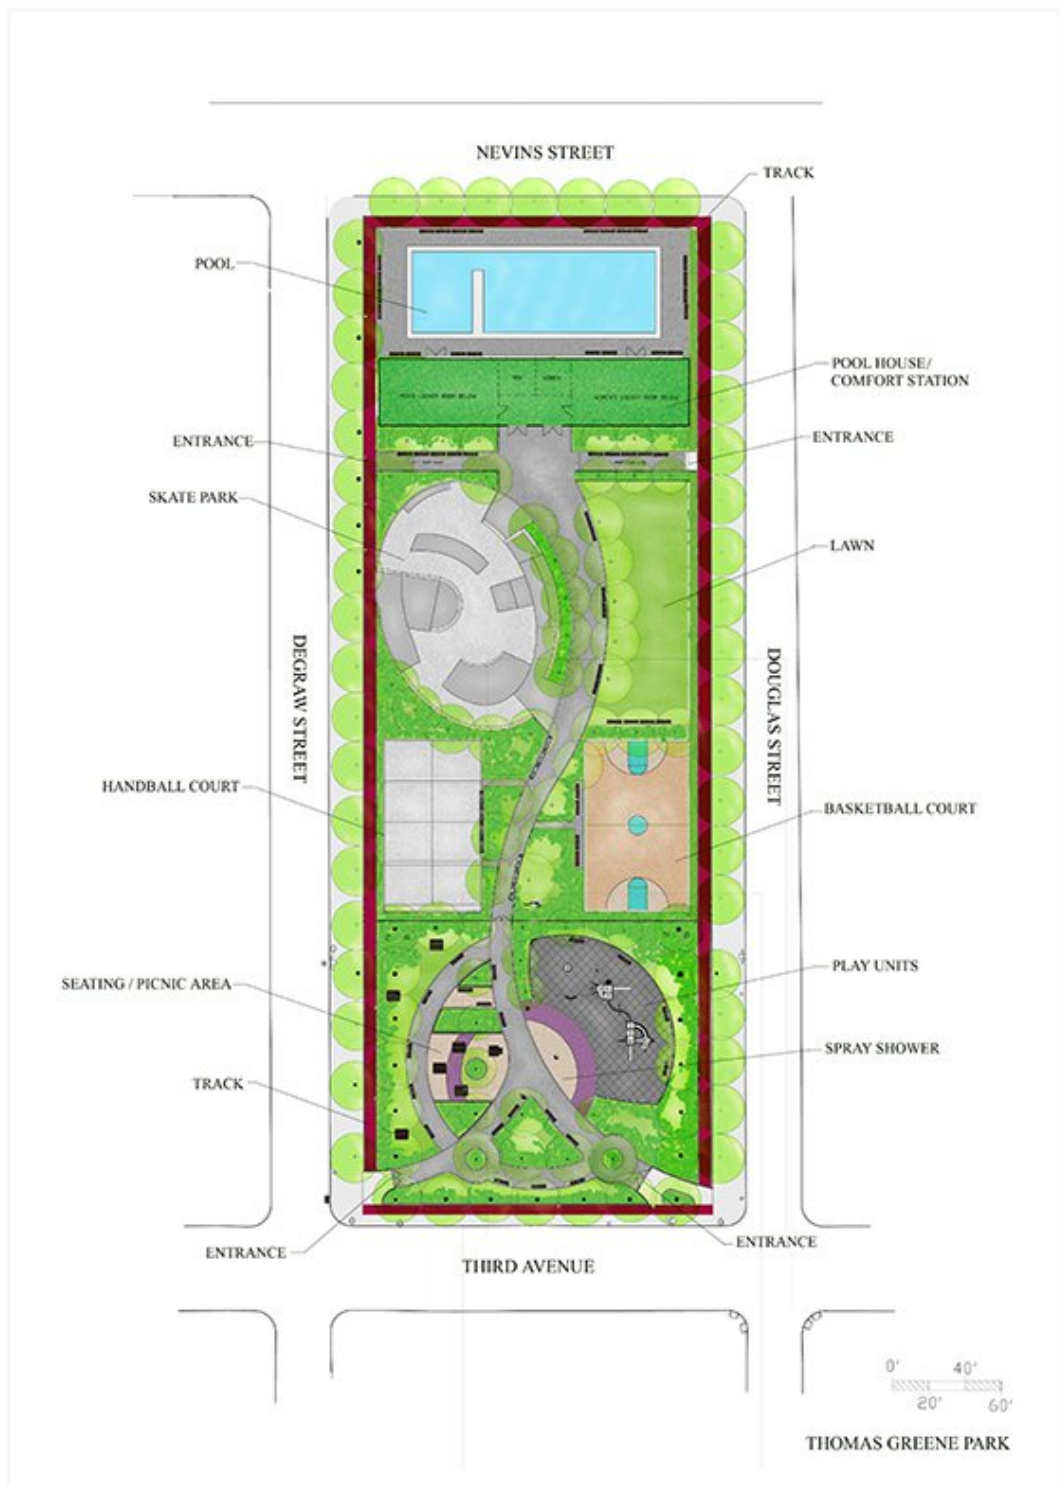 NEVINS STREET
TRACK
POOL
POOL HOUSE/
COMFORT STATION
ENTRANCE
ENTRANCE
SKATE PARK
LAWN
DEGRAW STREET
DOUGLAS STREET
HANDBALL COURT
BASKETBALL COURT
PLAY UNITS
SEATING / PICNIC AREA
SPRAY SHOWER
TRACK
ENTRANCE
ENTRANCE
THIRD AVENUE
0' 40'
20' 60'
THOMAS GREENE PARK